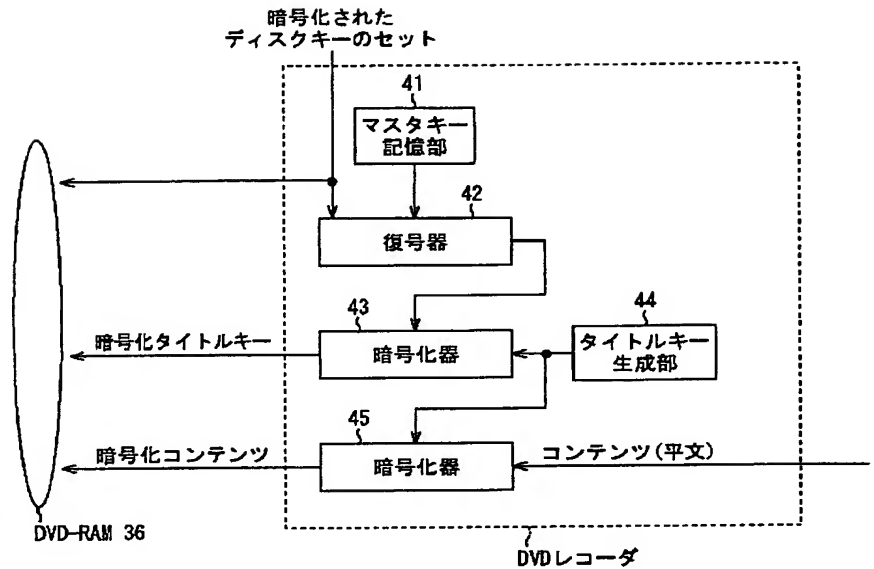 暗号化された
ディスクキーのセット
41
マスタキー
記憶部
42
復号器
43
暗号化タイトルキー
暗号化器
44
タイトルキー
生成部
45
暗号化コンテンツ
暗号化器
コンテンツ(平文)
DVD-RAM 36
DVDレコーダ